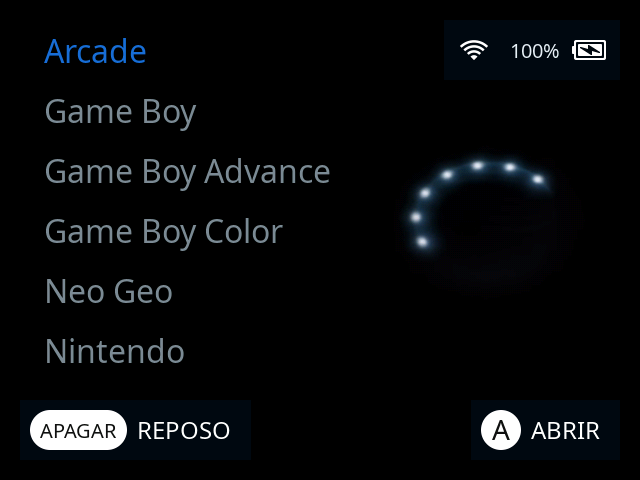 Arcade
100%
Game Boy
Game Boy Advance
Game Boy Color
Neo Geo
Nintendo
APAGAR REPOSO
A ABRIR